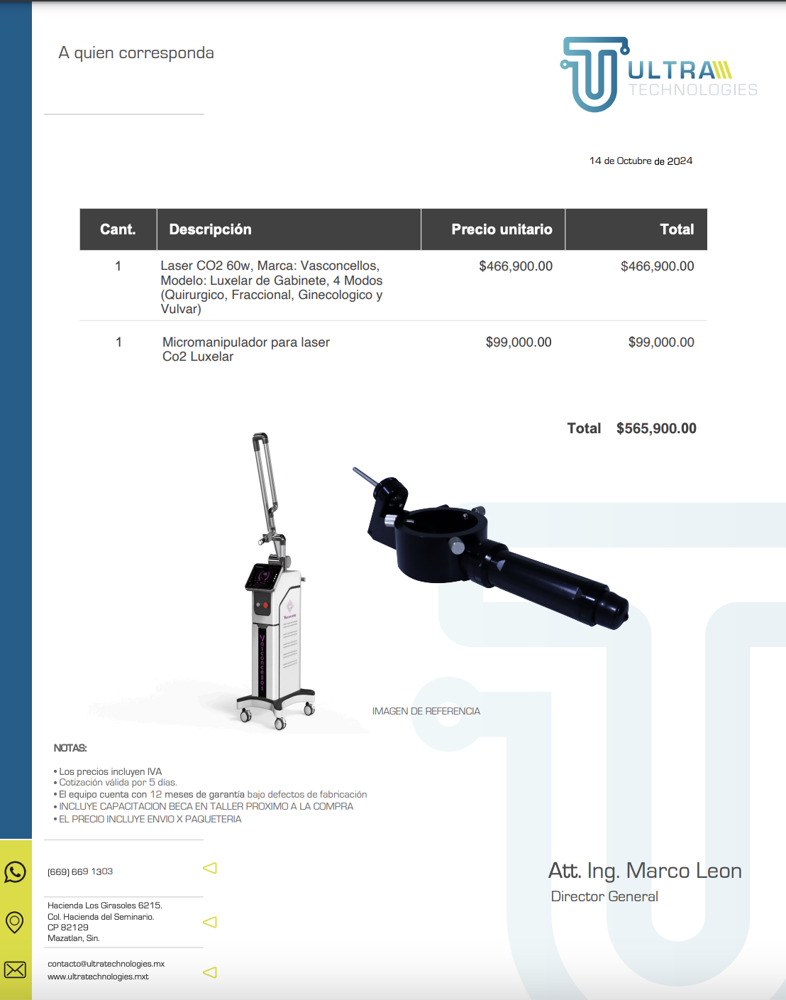 A quien corresponda
ULTRA
TECHNOLOGIES
14 de Octubre de 2024
Cant. Descripción Precio unitario Total
1 Laser CO2 60w, Marca: Vasconcellos, $466,900.00 $466,900.00
Modelo: Luxelar de Gabinete, 4 Modos
(Quirurgico, Fraccional, Ginecologico y
Vulvar)
1 Micromanipulador para laser $99,000.00 $99,000.00
Co2 Luxelar
Total $565,900.00
Vasconcellos
IMAGEN DE REFERENCIA
NOTAS:
• Los precios incluyen IVA
• Cotización válida por 5 días.
• El equipo cuenta con 12 meses de garantía bajo defectos de fabricación
• INCLUYE CAPACITACION BECA EN TALLER PROXIMO A LA COMPRA
• EL PRECIO INCLUYE ENVIO X PAQUETERIA
(669) 669 1303
Hacienda Los Girasoles 6215.
Col. Hacienda del Seminario.
CP 82129
Mazatlan, Sin.
contacto@ultratechnologies.mx
www.ultratechnologies.mxt
Att. Ing. Marco Leon
Director General